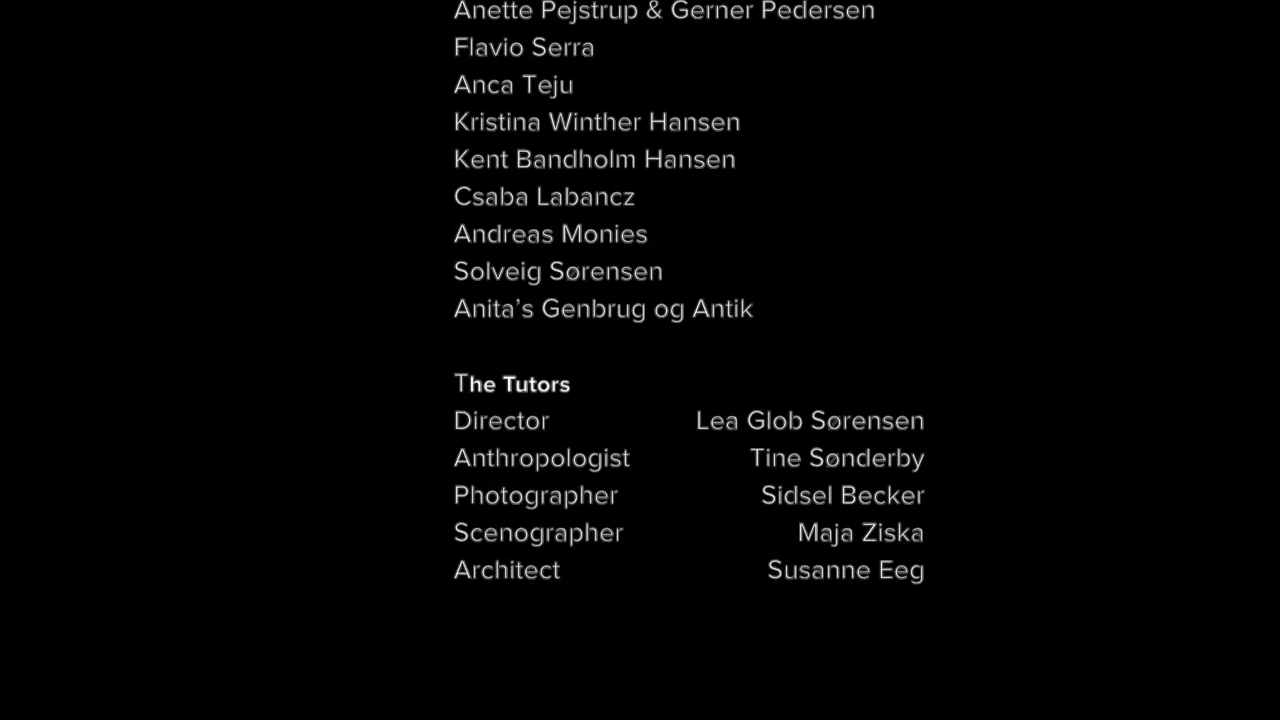 Anette Pejstrup & Gerner Pedersen
Flavio Serra
Anca Teju
Kristina Winther Hansen
Kent Bandholm Hansen
Csaba Labancz
Andreas Monies
Solveig Sørensen
Anita's Genbrug og Antik
The Tutors
Director Lea Glob Sørensen
Anthropologist Tine Sønderby
Photographer Sidsel Becker
Scenographer Maja Ziska
Architect Susanne Eeg